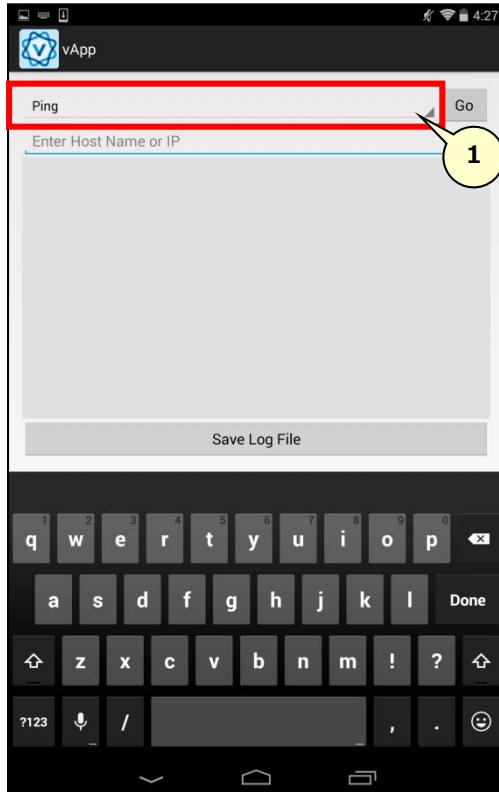 4:27
vApp
Ping
Go
Enter Host Name or IP
1
Save Log File
1 2 3 4 5 6 7 8 9 0
q w e r t y u i o p
a s d f g h j k l Done
z x c v b n m ! ?
?123 / ... , . ...